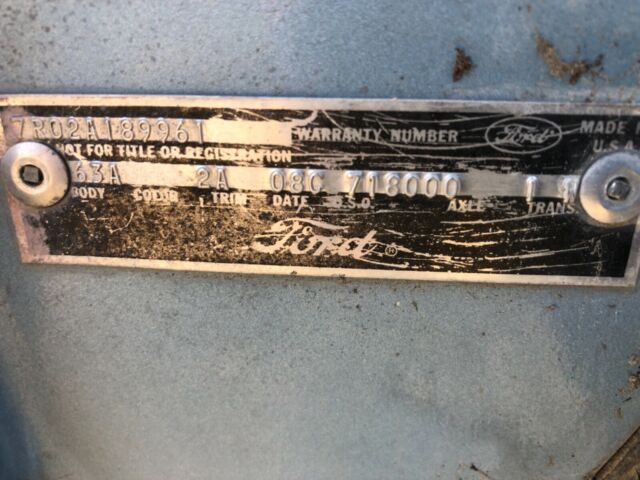 7R02A189961 WARRANTY NUMBER Ford MADE
NOT FOR TITLE OR REGISTRATION U.S.A.
63A 2A 08C 718000 1
BODY COLOR TRIM DATE D.S.O. AXLE TRANS
Ford ®